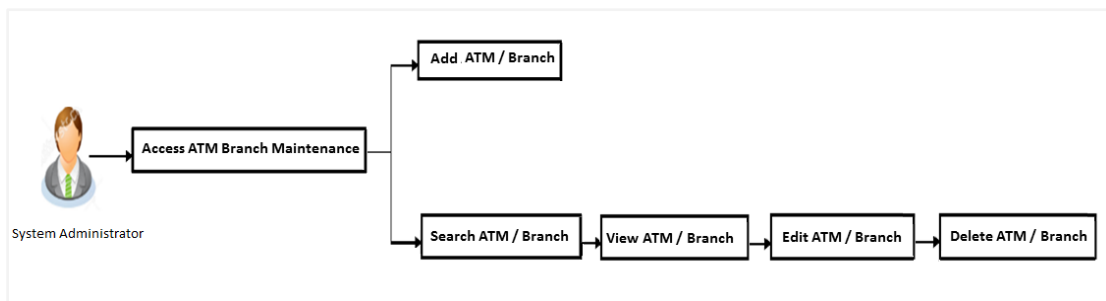 Add ATM / Branch
Access ATM Branch Maintenance
System Administrator
Search ATM / Branch
View ATM / Branch
Edit ATM / Branch
Delete ATM / Branch